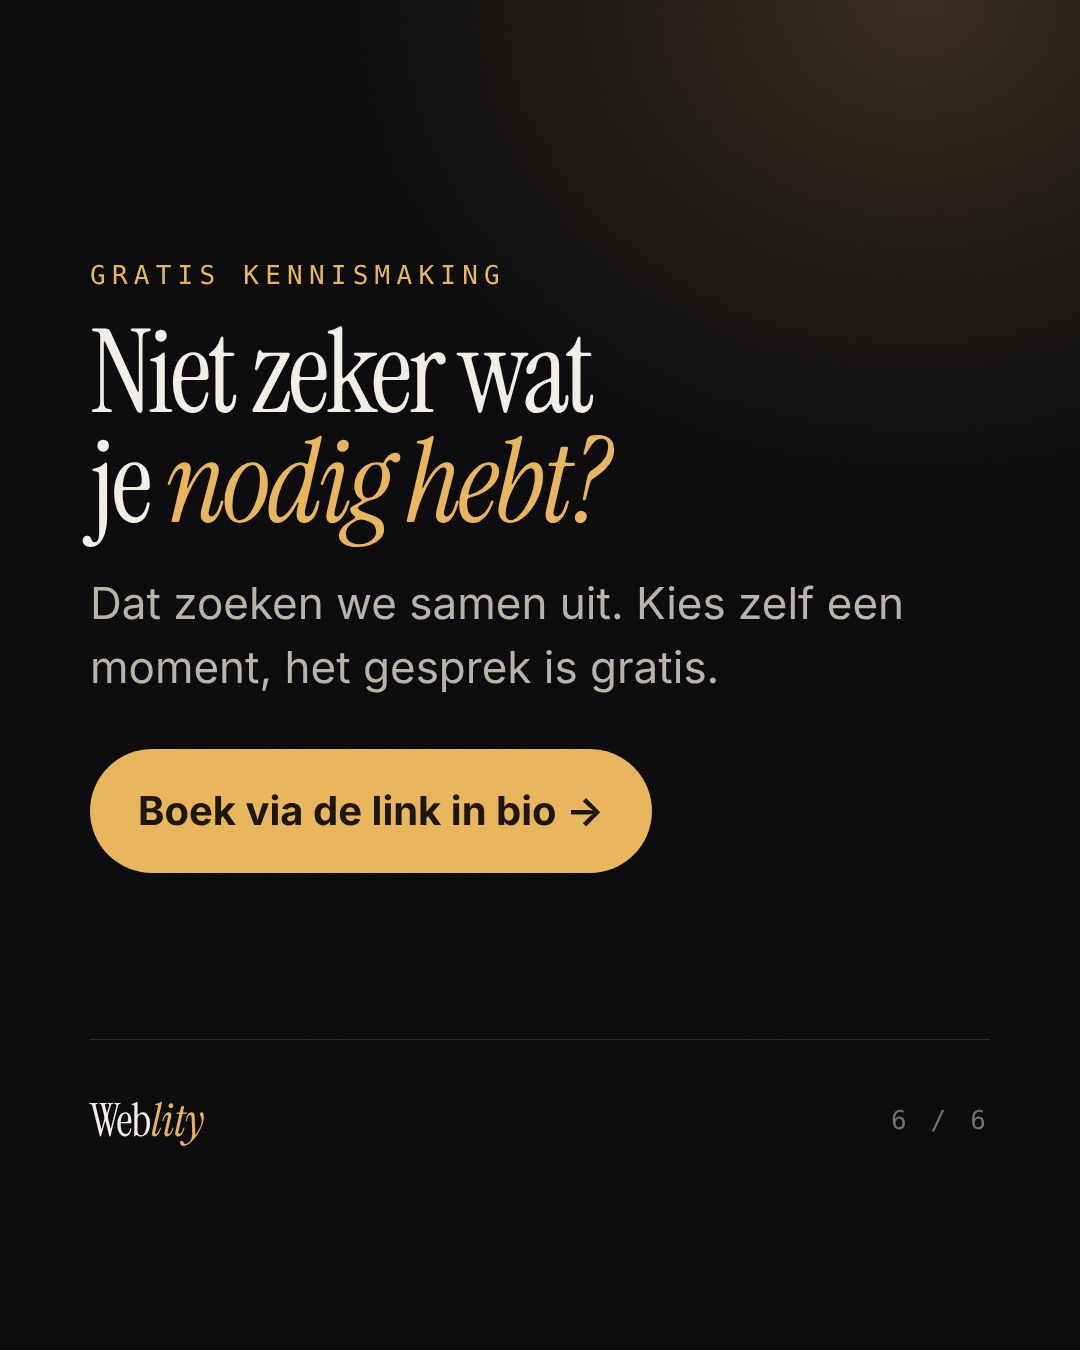 GRATIS KENNISMAKING
Niet zeker wat
je nodig hebt?
Dat zoeken we samen uit. Kies zelf een
moment, het gesprek is gratis.
Boek via de link in bio →
Weblity
6 / 6